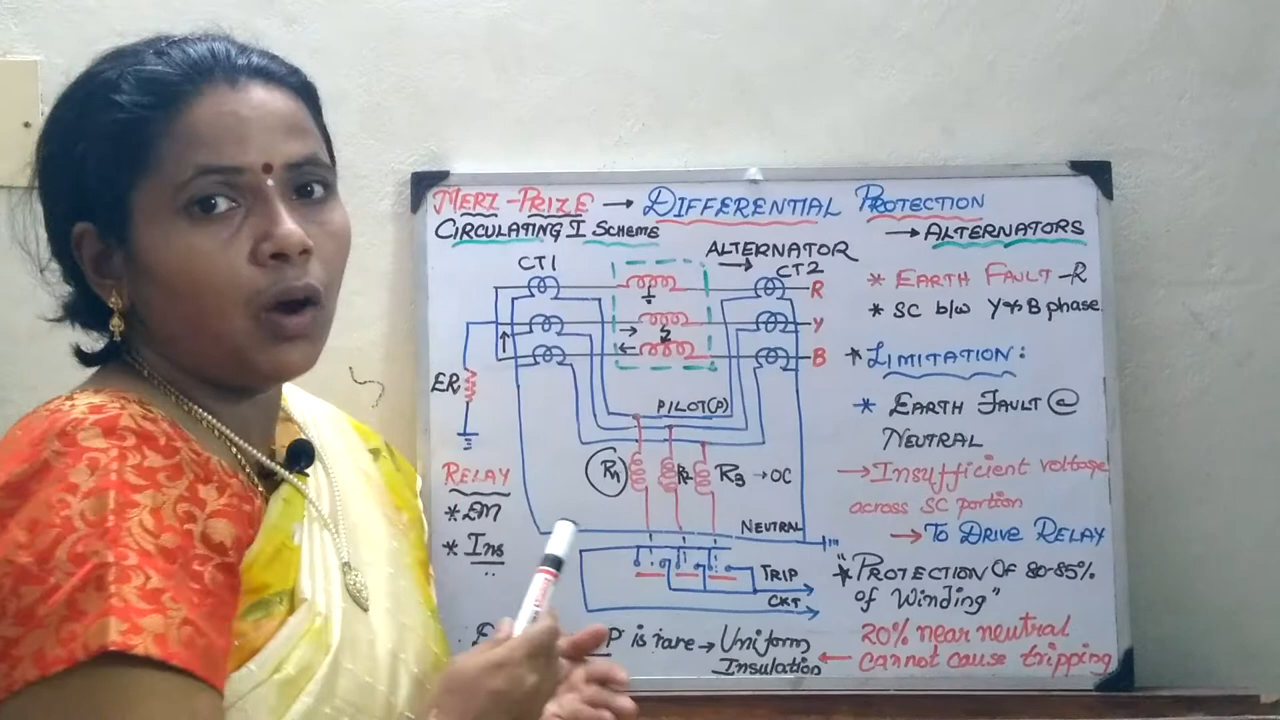 MERZ-PRIZE → DIFFERENTIAL PROTECTION
CIRCULATING I SCHEME
→ ALTERNATORS
ALTERNATOR
CT1
CT2
R
Y
B
ER
PILOT(P)
R1
R2
R3 → OC
NEUTRAL
TRIP
CKT
RELAY
* EM
* Ins
P is rare → Uniform
Insulation
* EARTH FAULT - R
* SC b/w Y & B phase
* LIMITATION:
* EARTH FAULT @
NEUTRAL
→ Insufficient voltage
across SC portion
→ To DRIVE RELAY
* "PROTECTION OF 80-85%
of Winding"
20% near neutral
cannot cause tripping